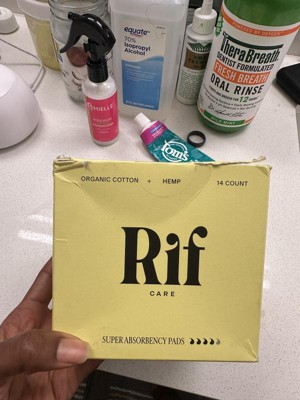 equate
70%
Isopropyl
Alcohol
MIELLE
TheraBreath
DENTIST FORMULATED
FRESH BREATH
ORAL RINSE
Tom's
ORGANIC COTTON + HEMP 14 COUNT
Rif
CARE
SUPER ABSORBENCY PADS